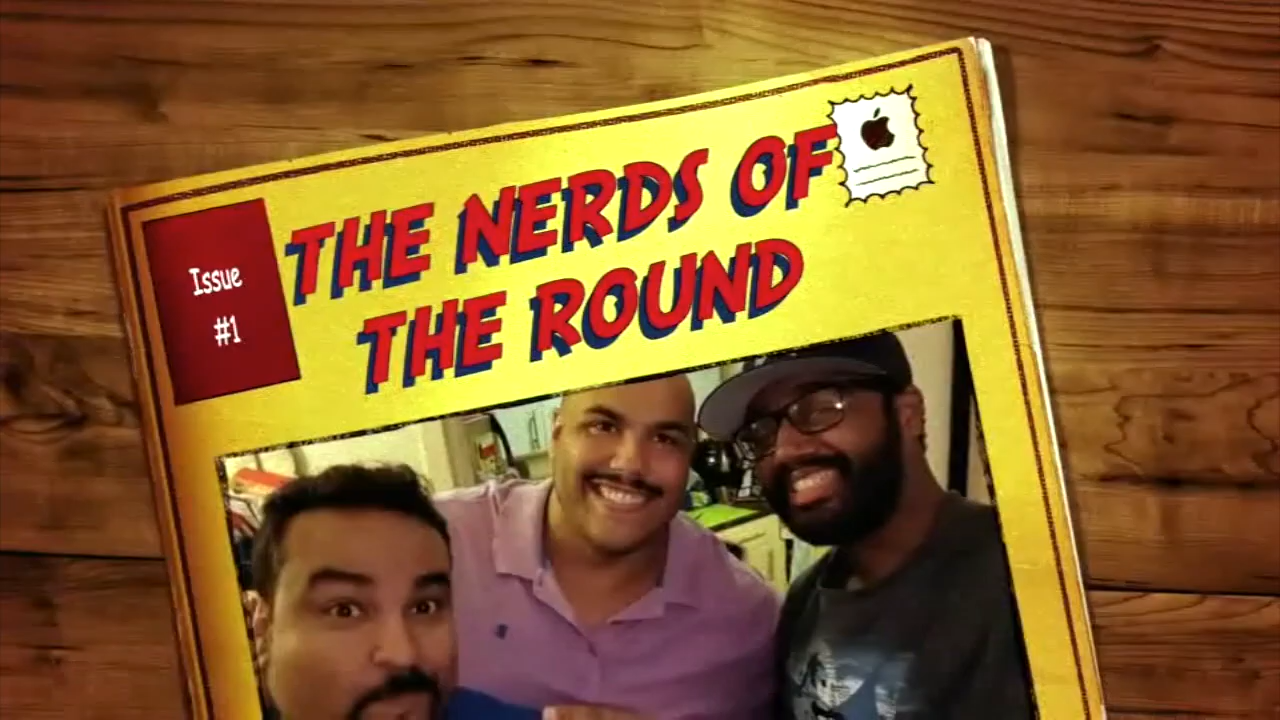 Issue
#1
THE NERDS OF
THE ROUND